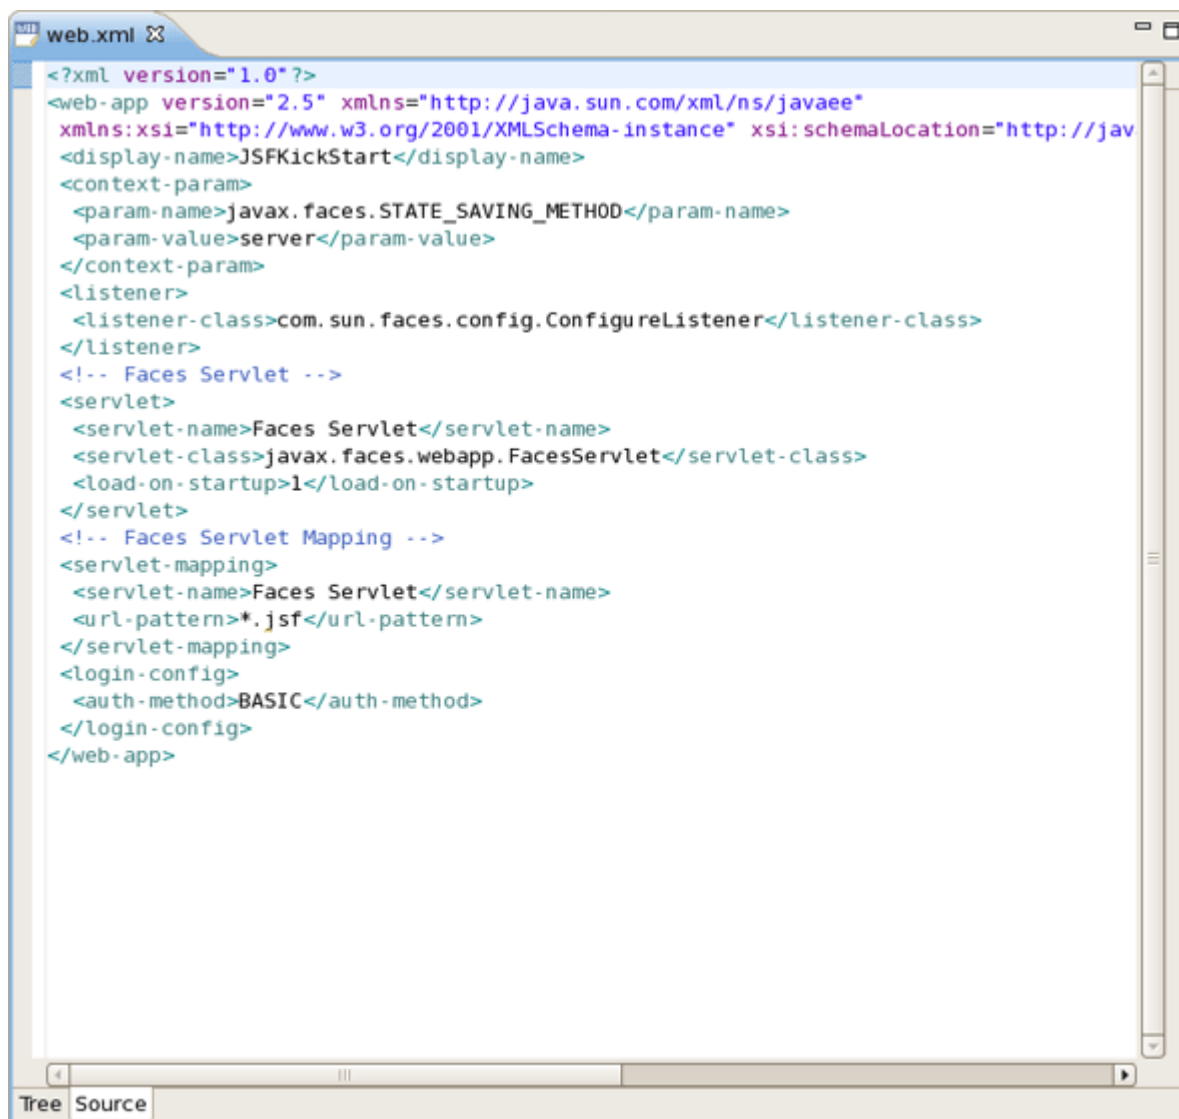 web.xml
<?xml version="1.0"?>
<web-app version="2.5" xmlns="http://java.sun.com/xml/ns/javaee"
 xmlns:xsi="http://www.w3.org/2001/XMLSchema-instance" xsi:schemaLocation="http://jav
 <display-name>JSFKickStart</display-name>
 <context-param>
  <param-name>javax.faces.STATE_SAVING_METHOD</param-name>
  <param-value>server</param-value>
 </context-param>
 <listener>
  <listener-class>com.sun.faces.config.ConfigureListener</listener-class>
 </listener>
 <!-- Faces Servlet -->
 <servlet>
  <servlet-name>Faces Servlet</servlet-name>
  <servlet-class>javax.faces.webapp.FacesServlet</servlet-class>
  <load-on-startup>1</load-on-startup>
 </servlet>
 <!-- Faces Servlet Mapping -->
 <servlet-mapping>
  <servlet-name>Faces Servlet</servlet-name>
  <url-pattern>*.jsf</url-pattern>
 </servlet-mapping>
 <login-config>
  <auth-method>BASIC</auth-method>
 </login-config>
</web-app>
Tree Source